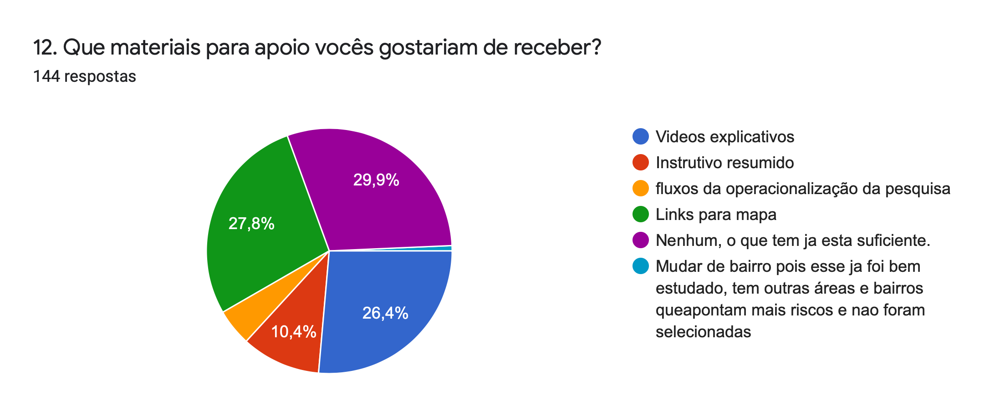 12. Que materiais para apoio vocês gostariam de receber?
144 respostas
29,9%
27,8%
26,4%
10,4%
Videos explicativos
Instrutivo resumido
fluxos da operacionalização da pesquisa
Links para mapa
Nenhum, o que tem ja esta suficiente.
Mudar de bairro pois esse ja foi bem
estudado, tem outras áreas e bairros
queapontam mais riscos e nao foram
selecionadas